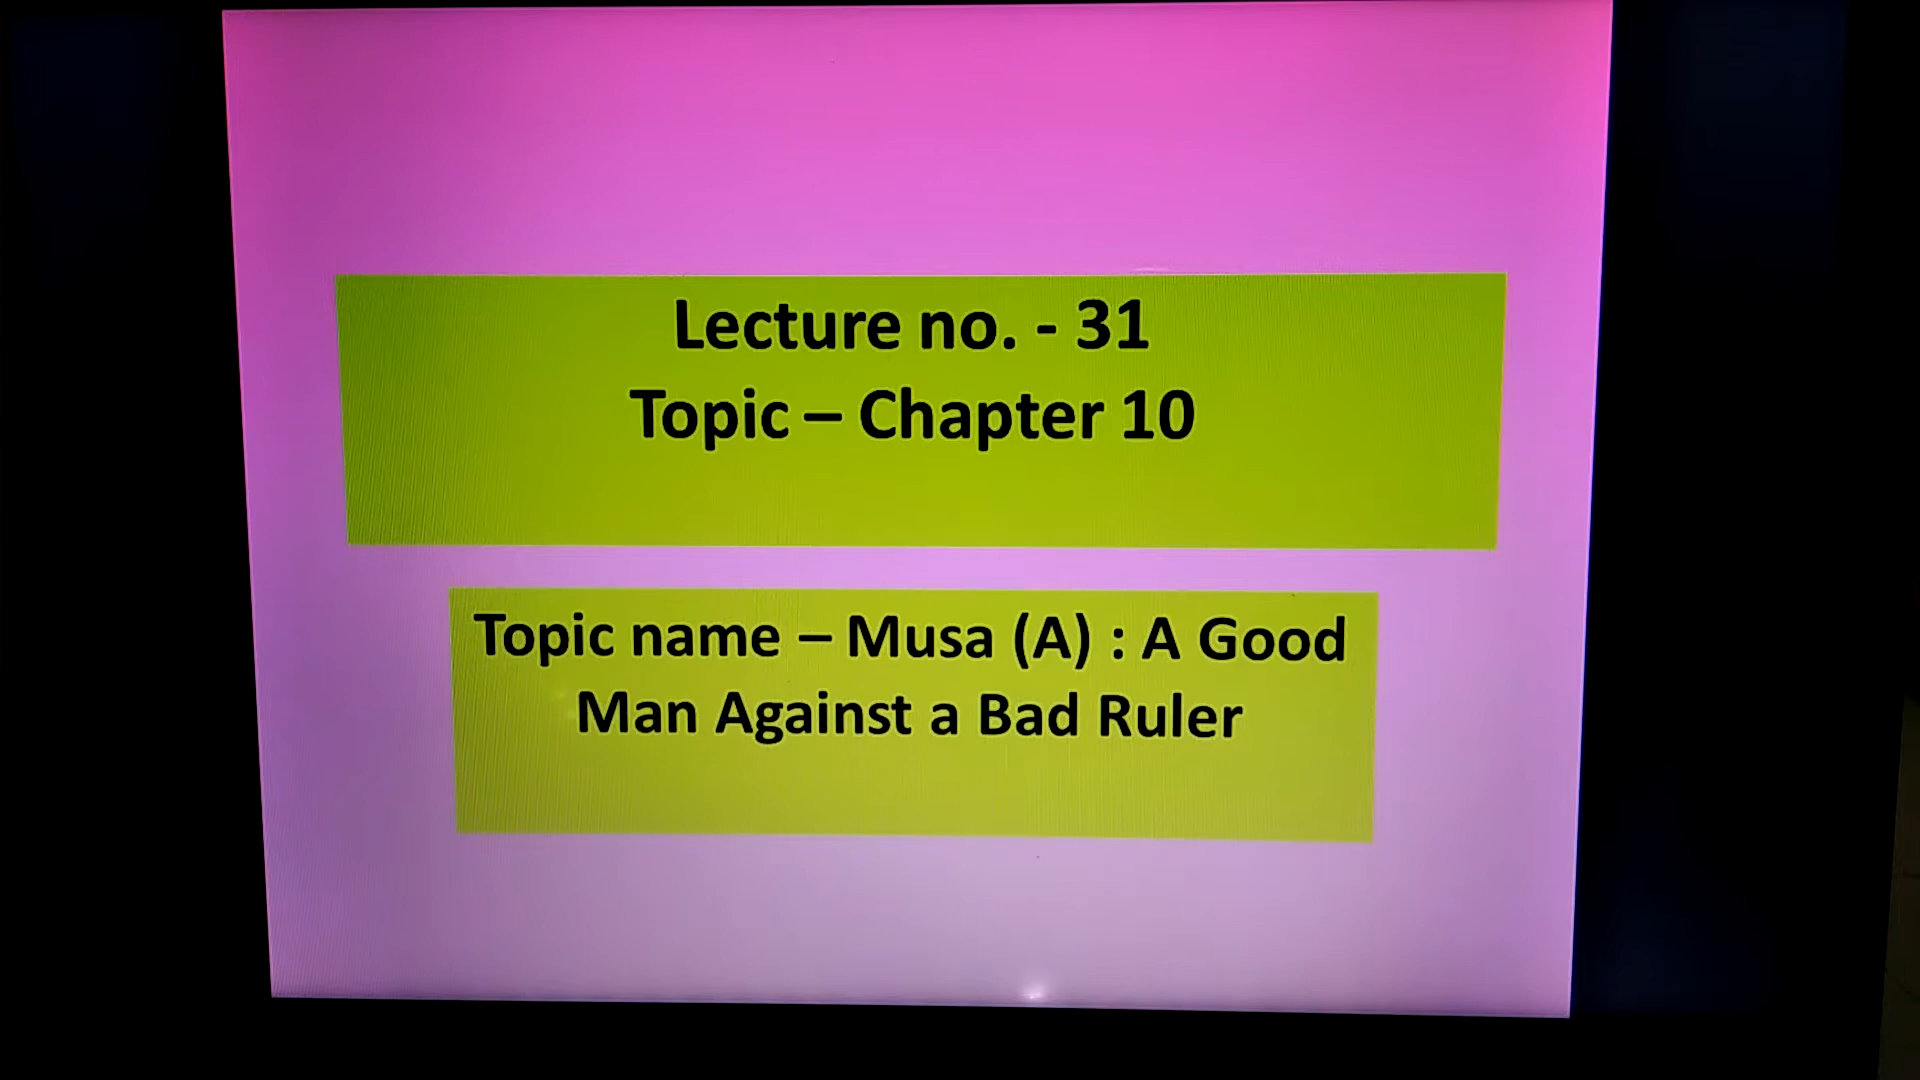 Lecture no. - 31
Topic – Chapter 10
Topic name – Musa (A) : A Good
Man Against a Bad Ruler